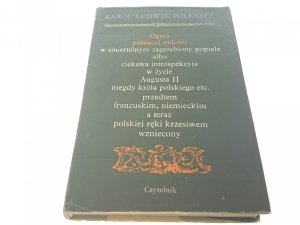 KAROL LUDWIK PÖLLNITZ
Ogień
pałającej miłości
w śmiertelnym zagrzebiony popiele
albo
ciekawa introspekcyja
w życie
Augusta II
niegdy króla polskiego etc.
przedtem
francuskim, niemieckim
a teraz
polskiej ręki krzesiwem
wzniecony
Czytelnik